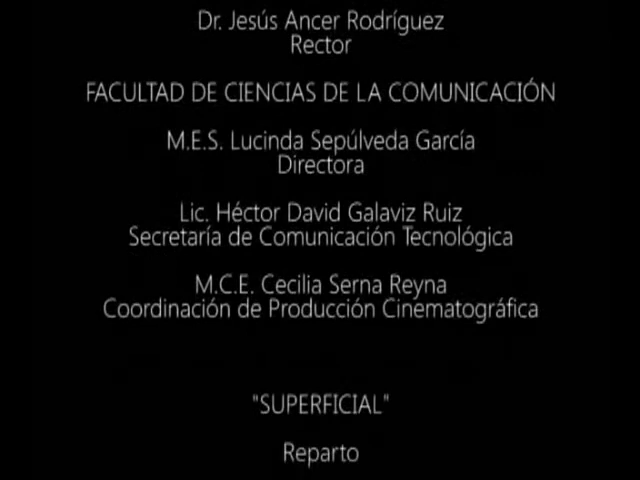 Dr. Jesús Ancer Rodríguez
Rector
FACULTAD DE CIENCIAS DE LA COMUNICACIÓN
M.E.S. Lucinda Sepúlveda García
Directora
Lic. Héctor David Galaviz Ruiz
Secretaría de Comunicación Tecnológica
M.C.E. Cecilia Serna Reyna
Coordinación de Producción Cinematográfica
"SUPERFICIAL"
Reparto